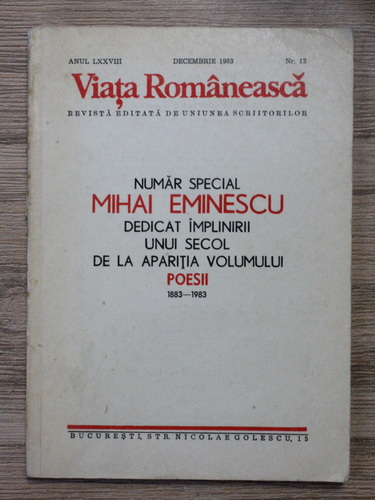 ANUL LXXVIII DECEMBRIE 1983 Nr. 12
Viața Românească
REVISTĂ EDITATĂ DE UNIUNEA SCRIITORILOR
NUMĂR SPECIAL
MIHAI EMINESCU
DEDICAT ÎMPLINIRII
UNUI SECOL
DE LA APARIȚIA VOLUMULUI
POESII
1883—1983
BUCUREȘTI, STR. NICOLAE GOLESCU, 15